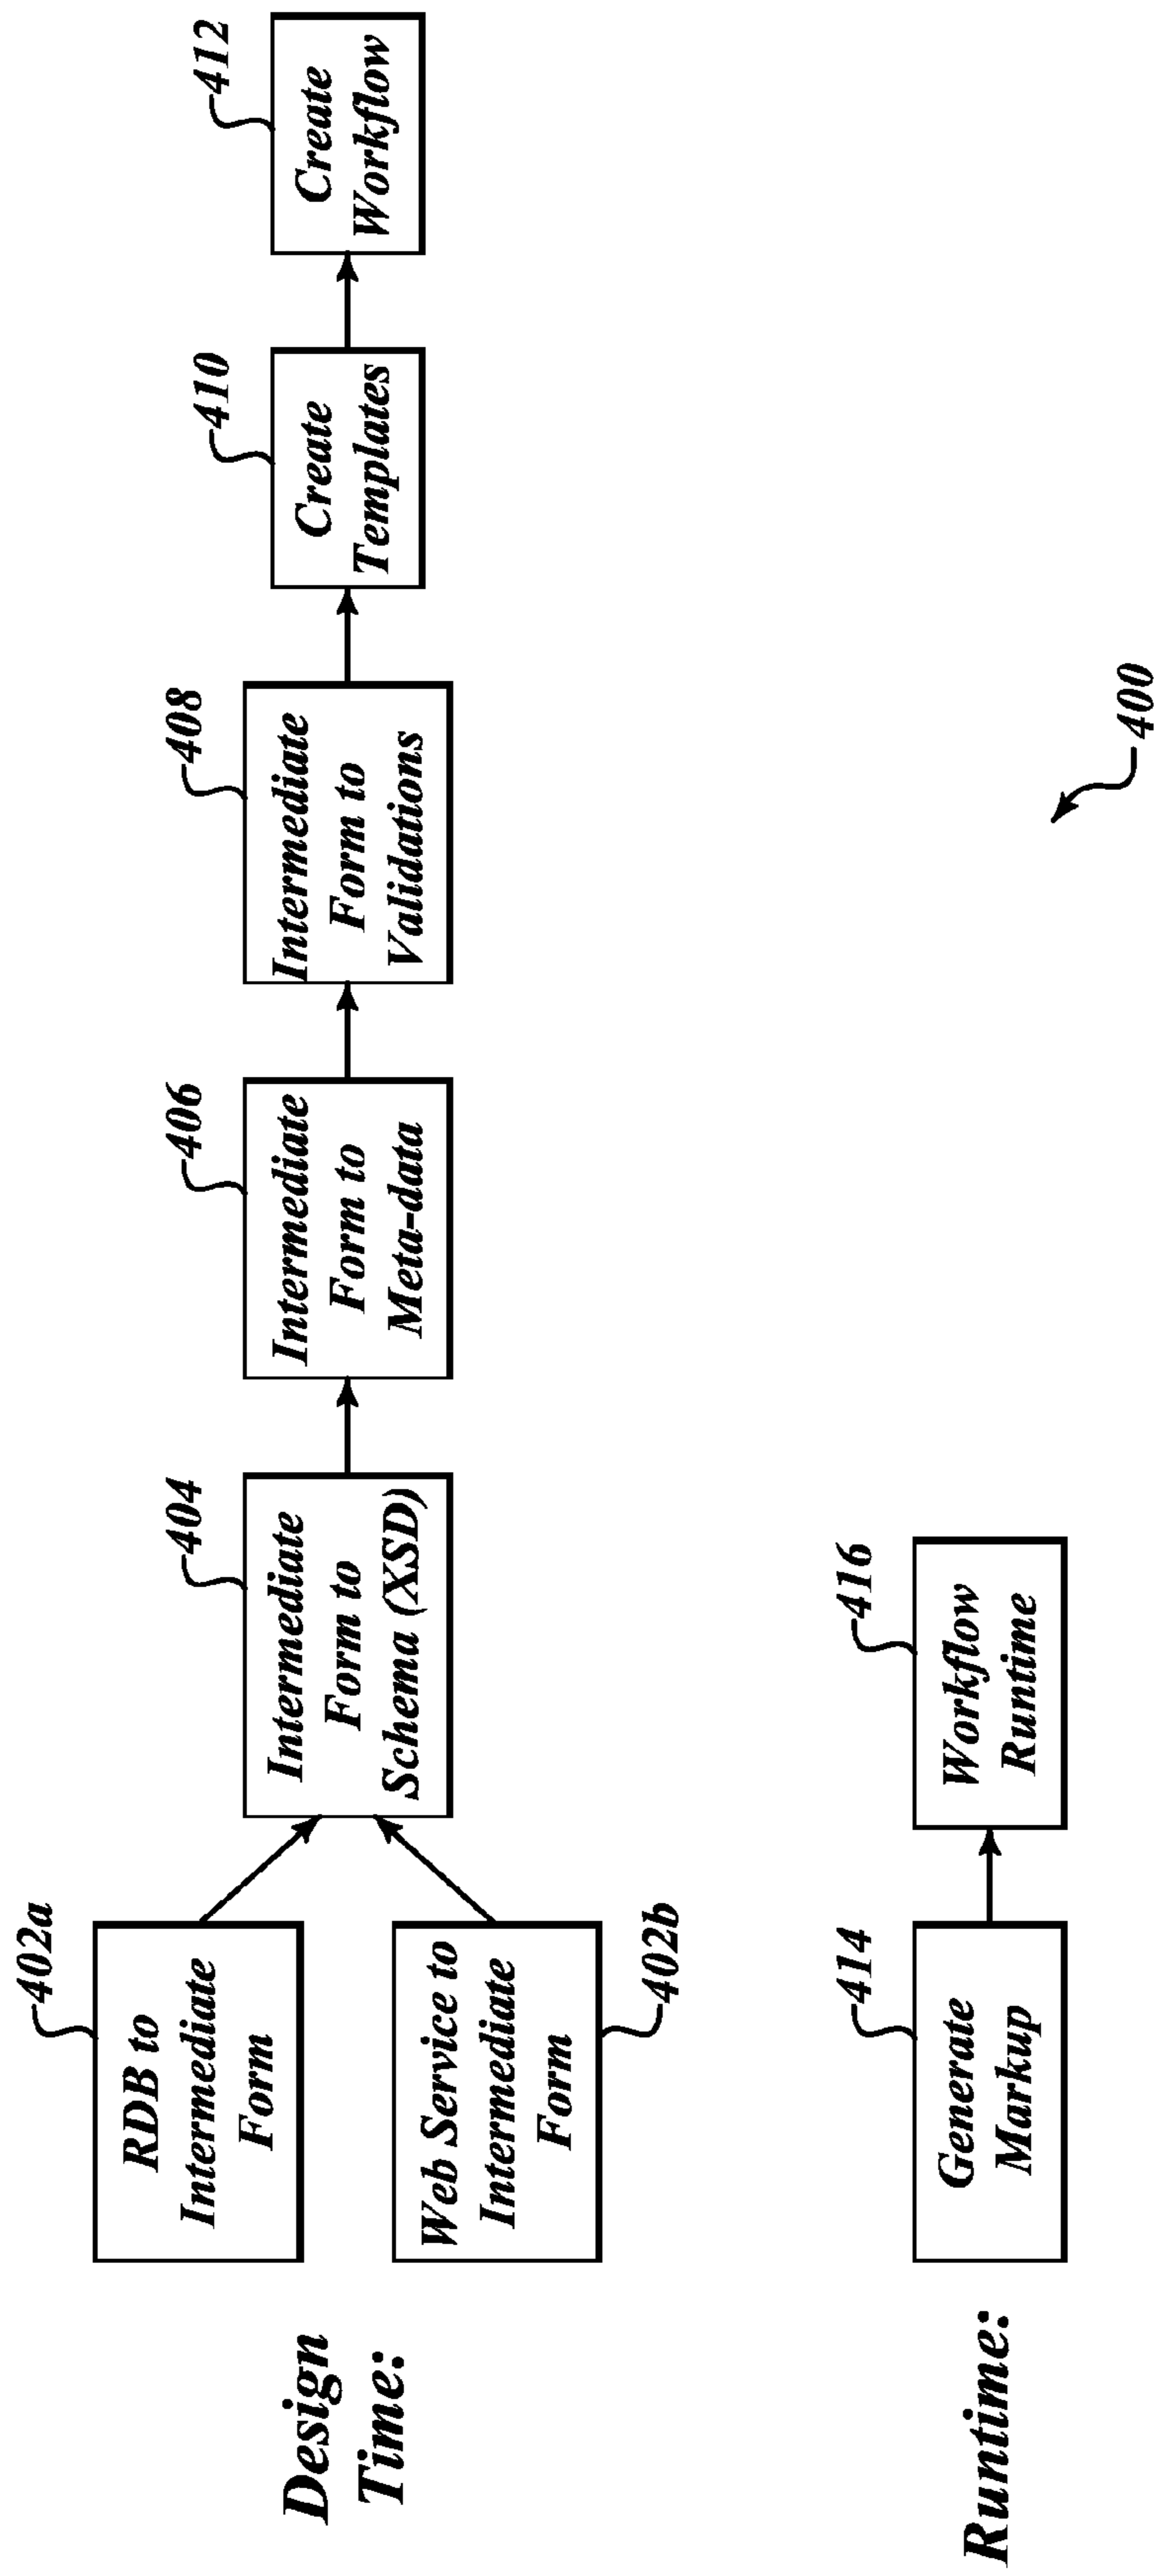 Design
Time:
402a
RDB to
Intermediate
Form
Web Service to
Intermediate
Form
402b
404
Intermediate
Form to
Schema (XSD)
406
Intermediate
Form to
Meta-data
408
Intermediate
Form to
Validations
410
Create
Templates
412
Create
Workflow
Runtime:
414
Generate
Markup
416
Workflow
Runtime
400